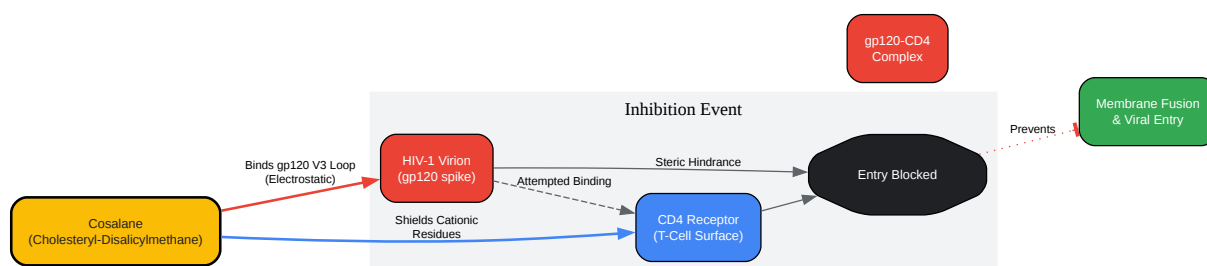 gp120-CD4
Complex
Inhibition Event
Membrane Fusion
& Viral Entry
Prevents
HIV-1 Virion
(gp120 spike)
Binds gp120 V3 Loop
(Electrostatic)
Steric Hindrance
Attempted Binding
Entry Blocked
Cosalane
(Cholesteryl-Disalicylmethane)
Shields Cationic
Residues
CD4 Receptor
(T-Cell Surface)